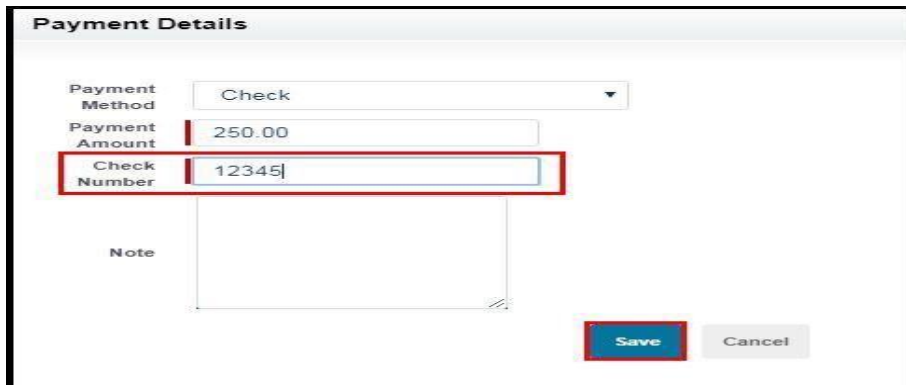 Payment Details
Payment
Method
Check
Payment
Amount
250.00
Check
Number
12345
Note
Save
Cancel